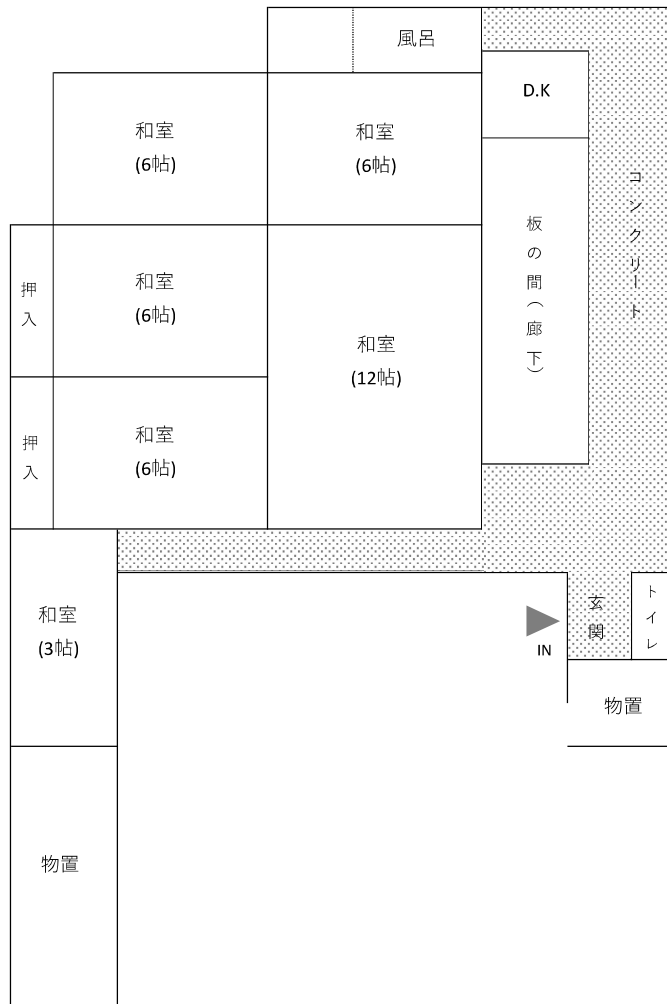 風呂
D.K
和室
(6帖)
和室
(6帖)
コンクリート
板の間(廊下)
押入
和室
(6帖)
和室
(12帖)
押入
和室
(6帖)
和室
(3帖)
IN
玄関
トイレ
物置
物置